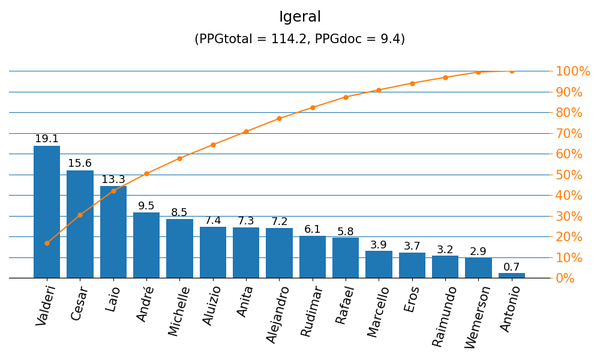 Igeral
(PPGtotal = 114.2, PPGdoc = 9.4)
100%
90%
80%
70%
60%
50%
40%
30%
20%
10%
0%
19.1
15.6
13.3
9.5
8.5
7.4
7.3
7.2
6.1
5.8
3.9
3.7
3.2
2.9
0.7
Valderi
Cesar
Laio
André
Michelle
Aluizio
Anita
Alejandro
Rudimar
Rafael
Marcello
Eros
Raimundo
Wemerson
Antonio